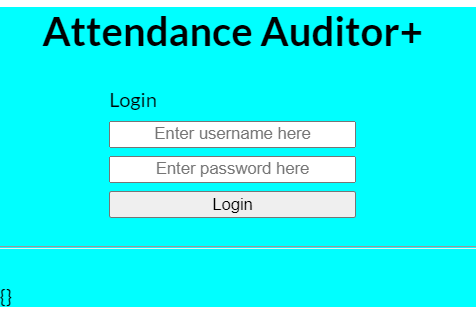 Attendance Auditor+
Login
Enter username here
Enter password here
Login
{}